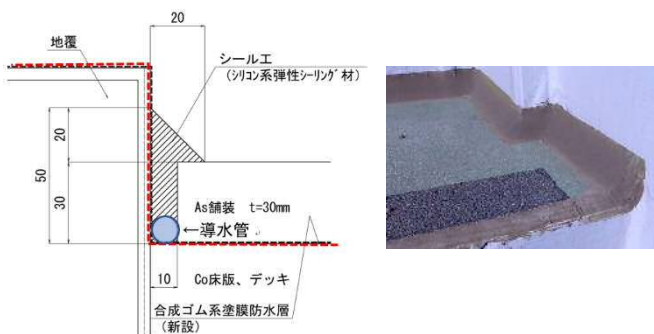 20
地覆
シール工
(シリコン系弾性シーリング材)
20
50
30
As舗装 t=30mm
←導水管
10
Co床版、デッキ
合成ゴム系塗膜防水層
(新設)